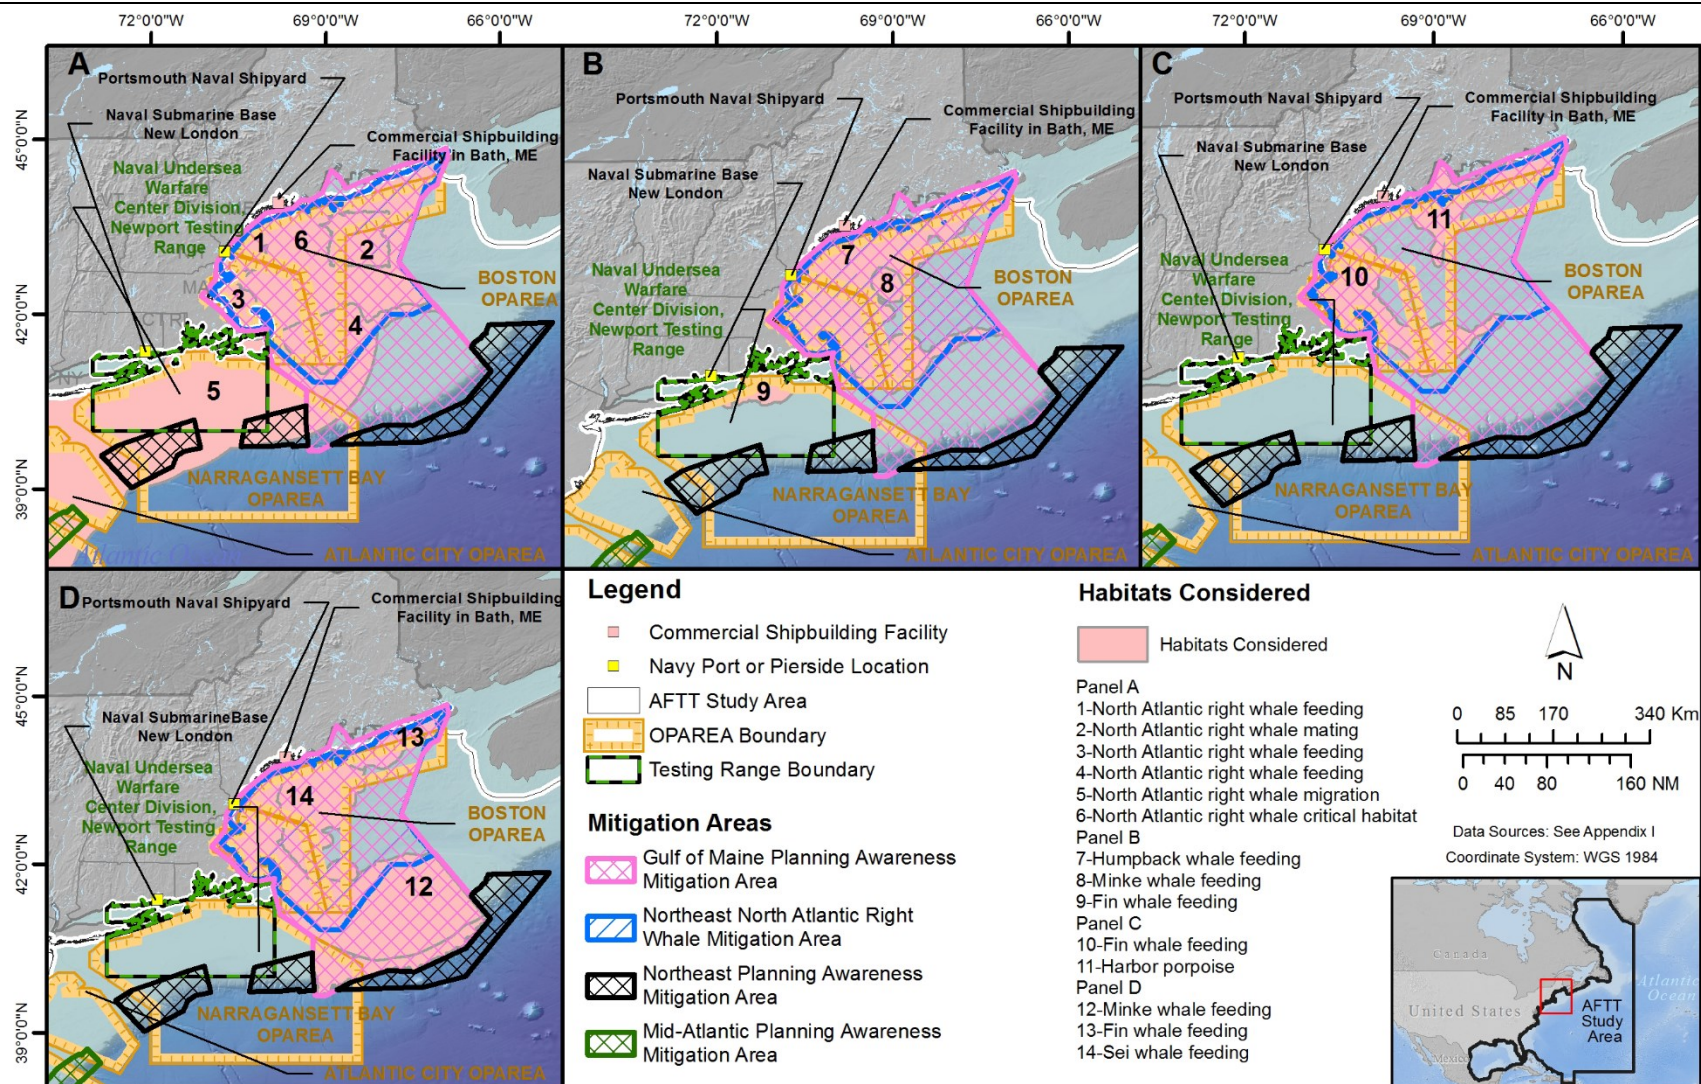 72°0'0"W 69°0'0"W 66°0'0"W 72°0'0"W 69°0'0"W 66°0'0"W 72°0'0"W 69°0'0"W 66°0'0"W
45°0'0"N
42°0'0"N
39°0'0"N
A
Portsmouth Naval Shipyard
Naval Submarine Base
New London
Commercial Shipbuilding
Facility in Bath, ME
Naval Undersea
Warfare
Center Division,
Newport Testing
Range
1
6
2
3
4
5
MA
CT
RI
NY
BOSTON
OPAREA
NARRAGANSETT BAY
OPAREA
ATLANTIC CITY OPAREA
Atlantic Ocean
B
Portsmouth Naval Shipyard
Commercial Shipbuilding
Facility in Bath, ME
Naval Submarine Base
New London
Naval Undersea
Warfare
Center Division,
Newport Testing
Range
7
8
9
BOSTON
OPAREA
NARRAGANSETT BAY
OPAREA
ATLANTIC CITY OPAREA
C
Portsmouth Naval Shipyard
Commercial Shipbuilding
Facility in Bath, ME
Naval Submarine Base
New London
Naval Undersea
Warfare
Center Division,
Newport Testing
Range
11
10
BOSTON
OPAREA
NARRAGANSETT BAY
OPAREA
ATLANTIC CITY OPAREA
45°0'0"N
42°0'0"N
39°0'0"N
D
Portsmouth Naval Shipyard
Commercial Shipbuilding
Facility in Bath, ME
Naval SubmarineBase
New London
Naval Undersea
Warfare
Center Division,
Newport Testing
Range
13
14
12
BOSTON
OPAREA
NARRAGANSETT BAY
OPAREA
ATLANTIC CITY OPAREA
Legend
Commercial Shipbuilding Facility
Navy Port or Pierside Location
AFTT Study Area
OPAREA Boundary
Testing Range Boundary
Mitigation Areas
Gulf of Maine Planning Awareness
Mitigation Area
Northeast North Atlantic Right
Whale Mitigation Area
Northeast Planning Awareness
Mitigation Area
Mid-Atlantic Planning Awareness
Mitigation Area
Habitats Considered
Habitats Considered
Panel A
1-North Atlantic right whale feeding
2-North Atlantic right whale mating
3-North Atlantic right whale feeding
4-North Atlantic right whale feeding
5-North Atlantic right whale migration
6-North Atlantic right whale critical habitat
Panel B
7-Humpback whale feeding
8-Minke whale feeding
9-Fin whale feeding
Panel C
10-Fin whale feeding
11-Harbor porpoise
Panel D
12-Minke whale feeding
13-Fin whale feeding
14-Sei whale feeding
N
0 85 170 340 Km
0 40 80 160 NM
Data Sources: See Appendix I
Coordinate System: WGS 1984
Canada
United States
Mexico
Atlantic
Ocean
AFTT
Study
Area